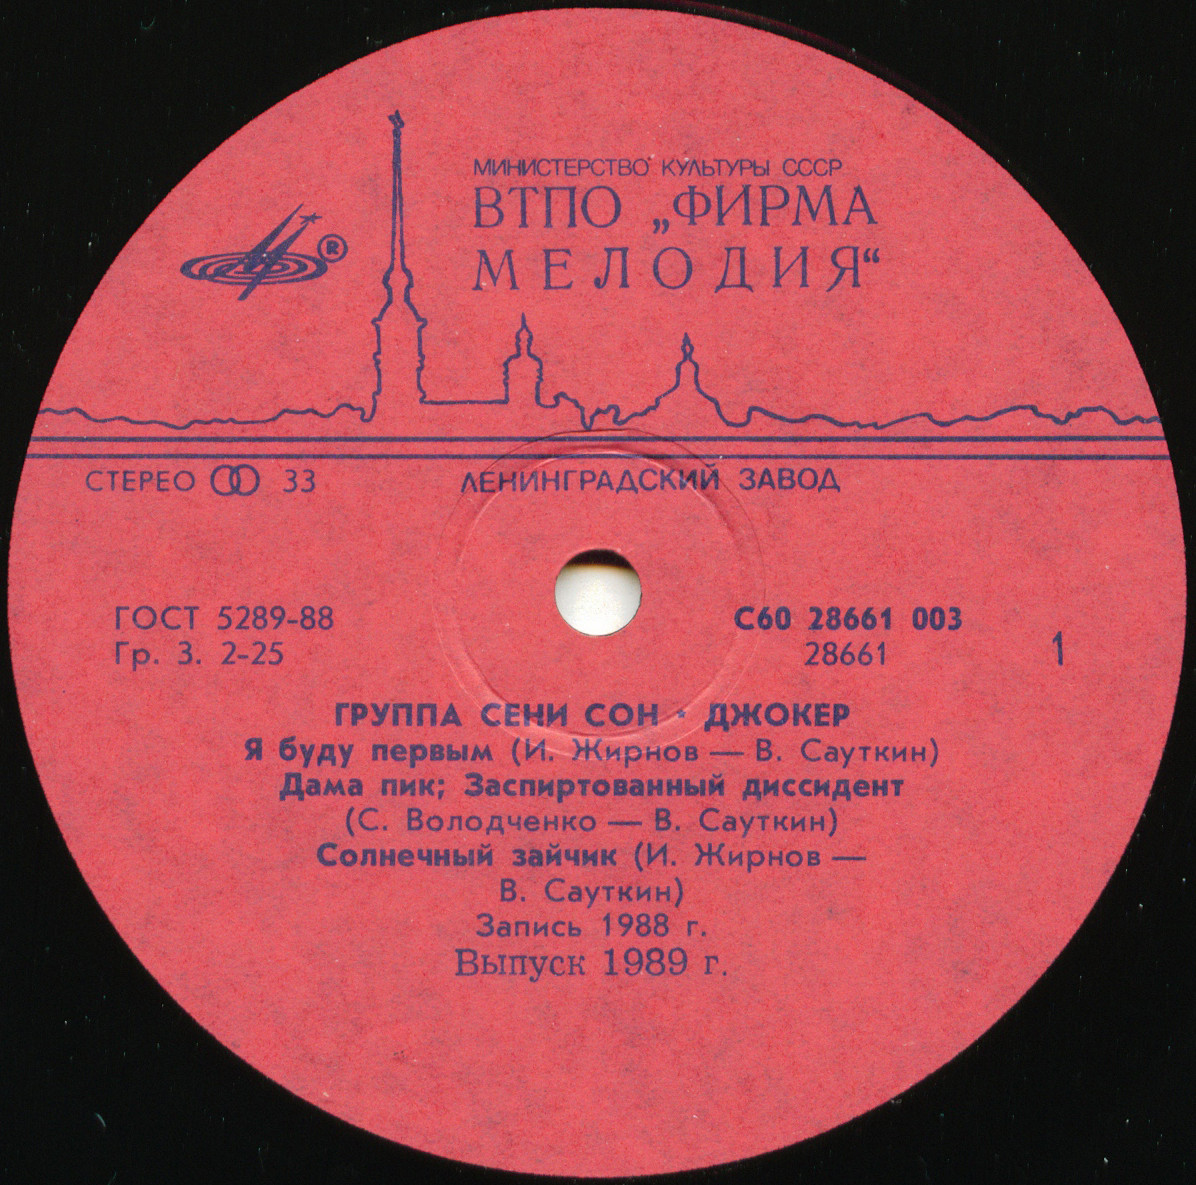 МИНИСТЕРСТВО КУЛЬТУРЫ СССР
ВТПО „ФИРМА
МЕЛОДИЯ“
®
СТЕРЕО 33
ЛЕНИНГРАДСКИЙ ЗАВОД
ГОСТ 5289-88
Гр. 3. 2-25
С60 28661 003
28661
1
ГРУППА СЕНИ СОН • ДЖОКЕР
Я буду первым (И. Жирнов — В. Сауткин)
Дама пик; Заспиртованный диссидент
(С. Володченко — В. Сауткин)
Солнечный зайчик (И. Жирнов —
В. Сауткин)
Запись 1988 г.
Выпуск 1989 г.